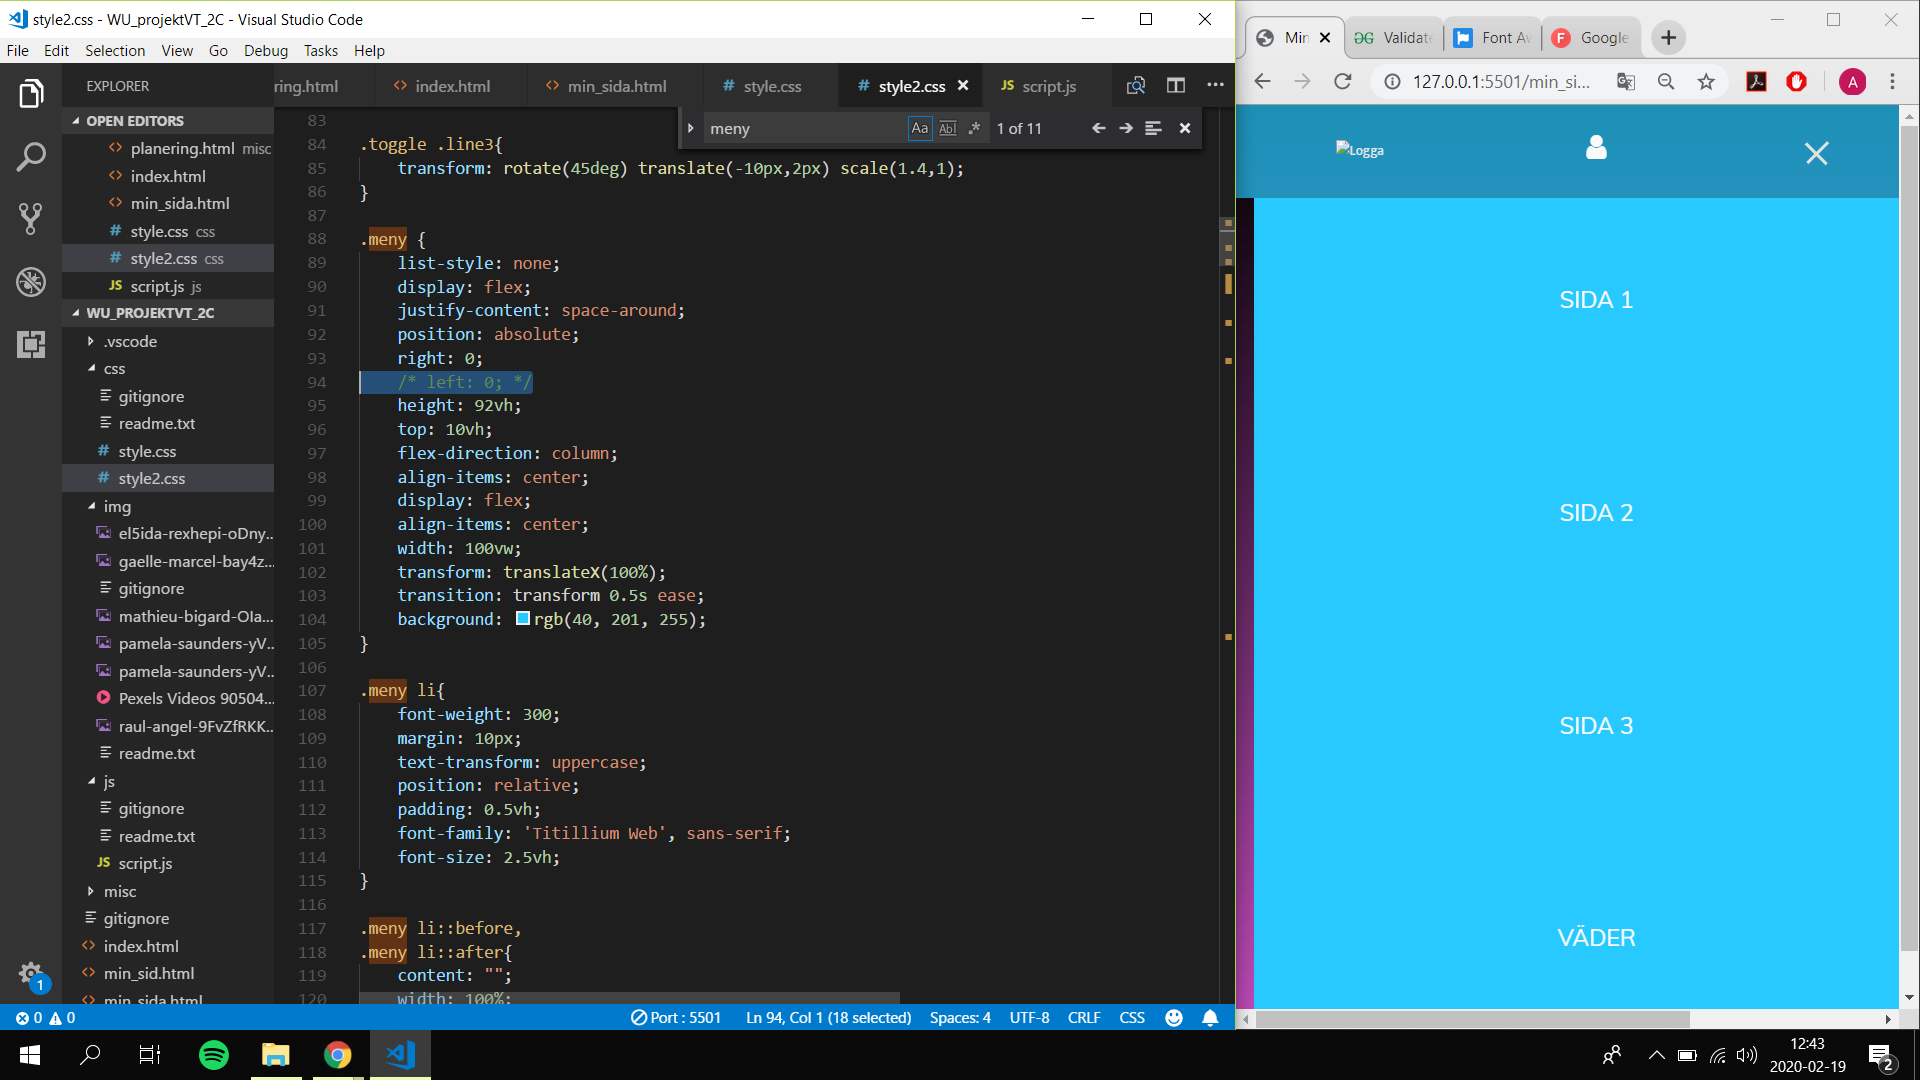 style2.css - WU_projektVT_2C - Visual Studio Code
File Edit Selection View Go Debug Tasks Help
EXPLORER
OPEN EDITORS
planering.html misc
index.html
min_sida.html
style.css css
style2.css css
script.js js
WU_PROJEKTVT_2C
.vscode
css
gitignore
readme.txt
style.css
style2.css
img
el5ida-rexhepi-oDny...
gaelle-marcel-bay4z...
gitignore
mathieu-bigard-Ola...
pamela-saunders-yV...
pamela-saunders-yV...
Pexels Videos 90504...
raul-angel-9FvZfRKK...
readme.txt
js
gitignore
readme.txt
script.js
misc
gitignore
index.html
min_sid.html
min_sida.html
ring.html index.html min_sida.html style.css style2.css script.js
meny Aa Abl .* 1 of 11
83
84 .toggle .line3{
85 transform: rotate(45deg) translate(-10px,2px) scale(1.4,1);
86 }
87
88 .meny {
89 list-style: none;
90 display: flex;
91 justify-content: space-around;
92 position: absolute;
93 right: 0;
94 /* left: 0; */
95 height: 92vh;
96 top: 10vh;
97 flex-direction: column;
98 align-items: center;
99 display: flex;
100 align-items: center;
101 width: 100vw;
102 transform: translateX(100%);
103 transition: transform 0.5s ease;
104 background: rgb(40, 201, 255);
105 }
106
107 .meny li{
108 font-weight: 300;
109 margin: 10px;
110 text-transform: uppercase;
111 position: relative;
112 padding: 0.5vh;
113 font-family: 'Titillium Web', sans-serif;
114 font-size: 2.5vh;
115 }
116
117 .meny li::before,
118 .meny li::after{
119 content: "";
120 width: 100%;
0 0 Port : 5501 Ln 94, Col 1 (18 selected) Spaces: 4 UTF-8 CRLF CSS
1
Min Validate Font Aw Google
127.0.0.1:5501/min_si... A
Logga
SIDA 1
SIDA 2
SIDA 3
VÄDER
12:43
2020-02-19
2